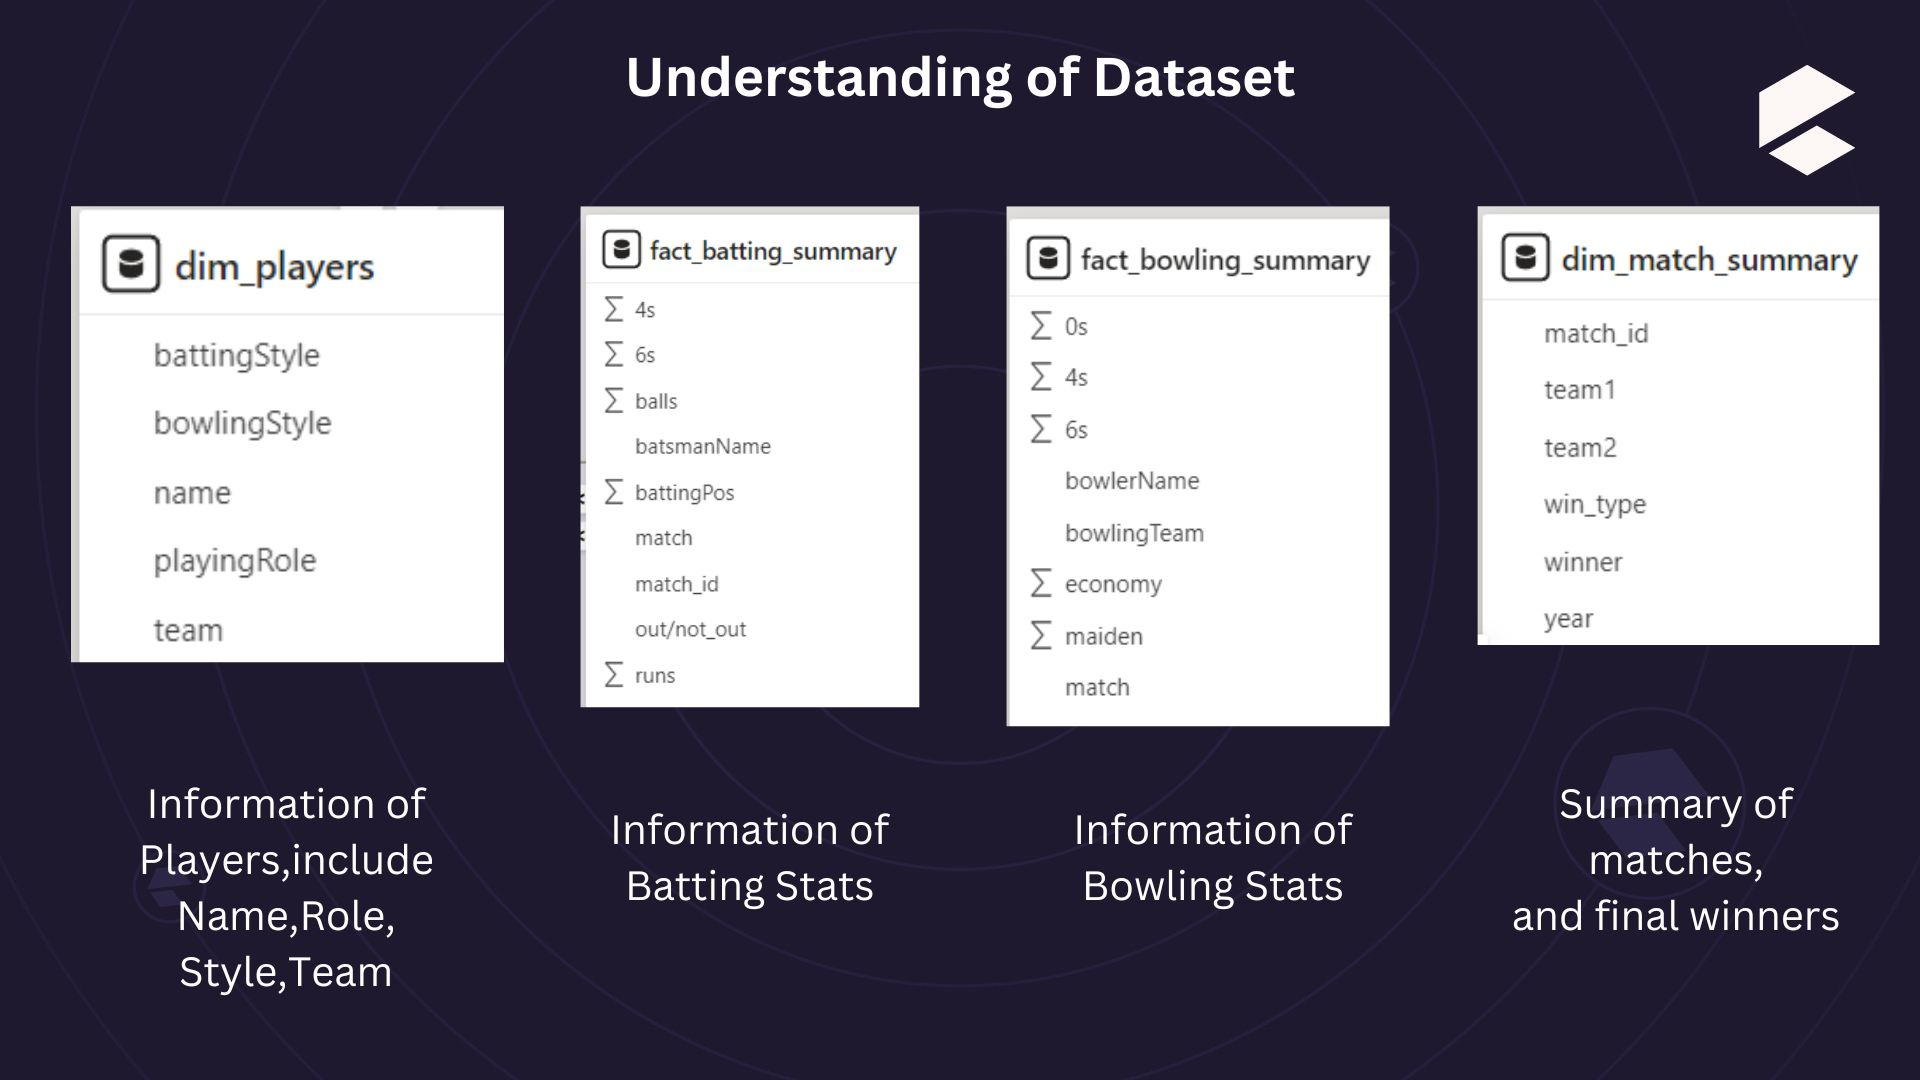 Understanding of Dataset
dim_players
battingStyle
bowlingStyle
name
playingRole
team
Information of
Players,include
Name,Role,
Style,Team
fact_batting_summary
∑ 4s
∑ 6s
∑ balls
batsmanName
∑ battingPos
match
match_id
out/not_out
∑ runs
Information of
Batting Stats
fact_bowling_summary
∑ 0s
∑ 4s
∑ 6s
bowlerName
bowlingTeam
∑ economy
∑ maiden
match
Information of
Bowling Stats
dim_match_summary
match_id
team1
team2
win_type
winner
year
Summary of
matches,
and final winners